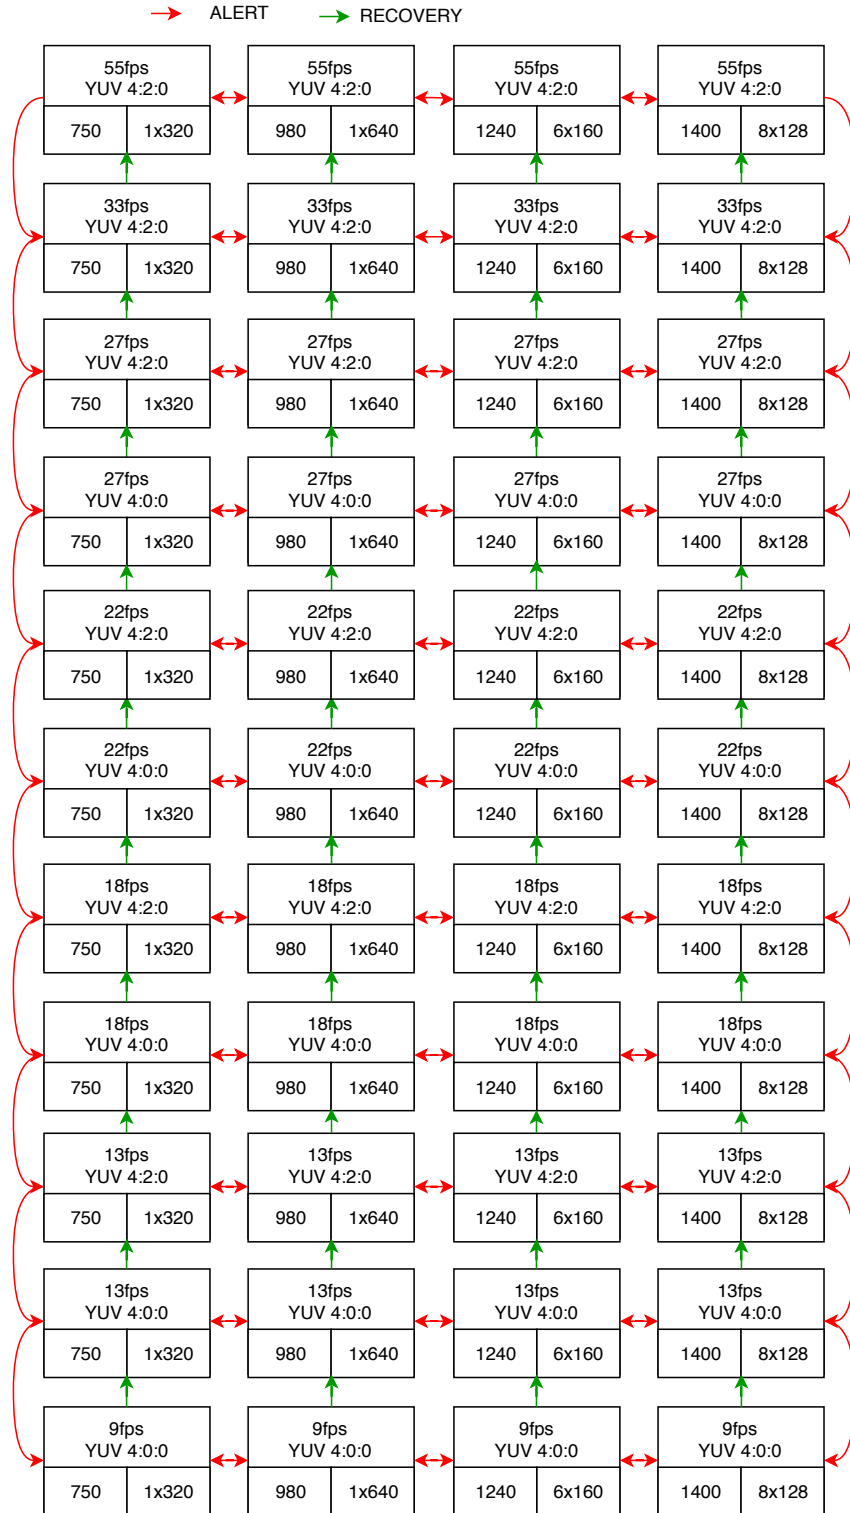 ALERT RECOVERY
55fps 55fps 55fps 55fps
YUV 4:2:0 YUV 4:2:0 YUV 4:2:0 YUV 4:2:0
750 1x320 980 1x640 1240 6x160 1400 8x128
33fps 33fps 33fps 33fps
YUV 4:2:0 YUV 4:2:0 YUV 4:2:0 YUV 4:2:0
750 1x320 980 1x640 1240 6x160 1400 8x128
27fps 27fps 27fps 27fps
YUV 4:2:0 YUV 4:2:0 YUV 4:2:0 YUV 4:2:0
750 1x320 980 1x640 1240 6x160 1400 8x128
27fps 27fps 27fps 27fps
YUV 4:0:0 YUV 4:0:0 YUV 4:0:0 YUV 4:0:0
750 1x320 980 1x640 1240 6x160 1400 8x128
22fps 22fps 22fps 22fps
YUV 4:2:0 YUV 4:2:0 YUV 4:2:0 YUV 4:2:0
750 1x320 980 1x640 1240 6x160 1400 8x128
22fps 22fps 22fps 22fps
YUV 4:0:0 YUV 4:0:0 YUV 4:0:0 YUV 4:0:0
750 1x320 980 1x640 1240 6x160 1400 8x128
18fps 18fps 18fps 18fps
YUV 4:2:0 YUV 4:2:0 YUV 4:2:0 YUV 4:2:0
750 1x320 980 1x640 1240 6x160 1400 8x128
18fps 18fps 18fps 18fps
YUV 4:0:0 YUV 4:0:0 YUV 4:0:0 YUV 4:0:0
750 1x320 980 1x640 1240 6x160 1400 8x128
13fps 13fps 13fps 13fps
YUV 4:2:0 YUV 4:2:0 YUV 4:2:0 YUV 4:2:0
750 1x320 980 1x640 1240 6x160 1400 8x128
13fps 13fps 13fps 13fps
YUV 4:0:0 YUV 4:0:0 YUV 4:0:0 YUV 4:0:0
750 1x320 980 1x640 1240 6x160 1400 8x128
9fps 9fps 9fps 9fps
YUV 4:0:0 YUV 4:0:0 YUV 4:0:0 YUV 4:0:0
750 1x320 980 1x640 1240 6x160 1400 8x128